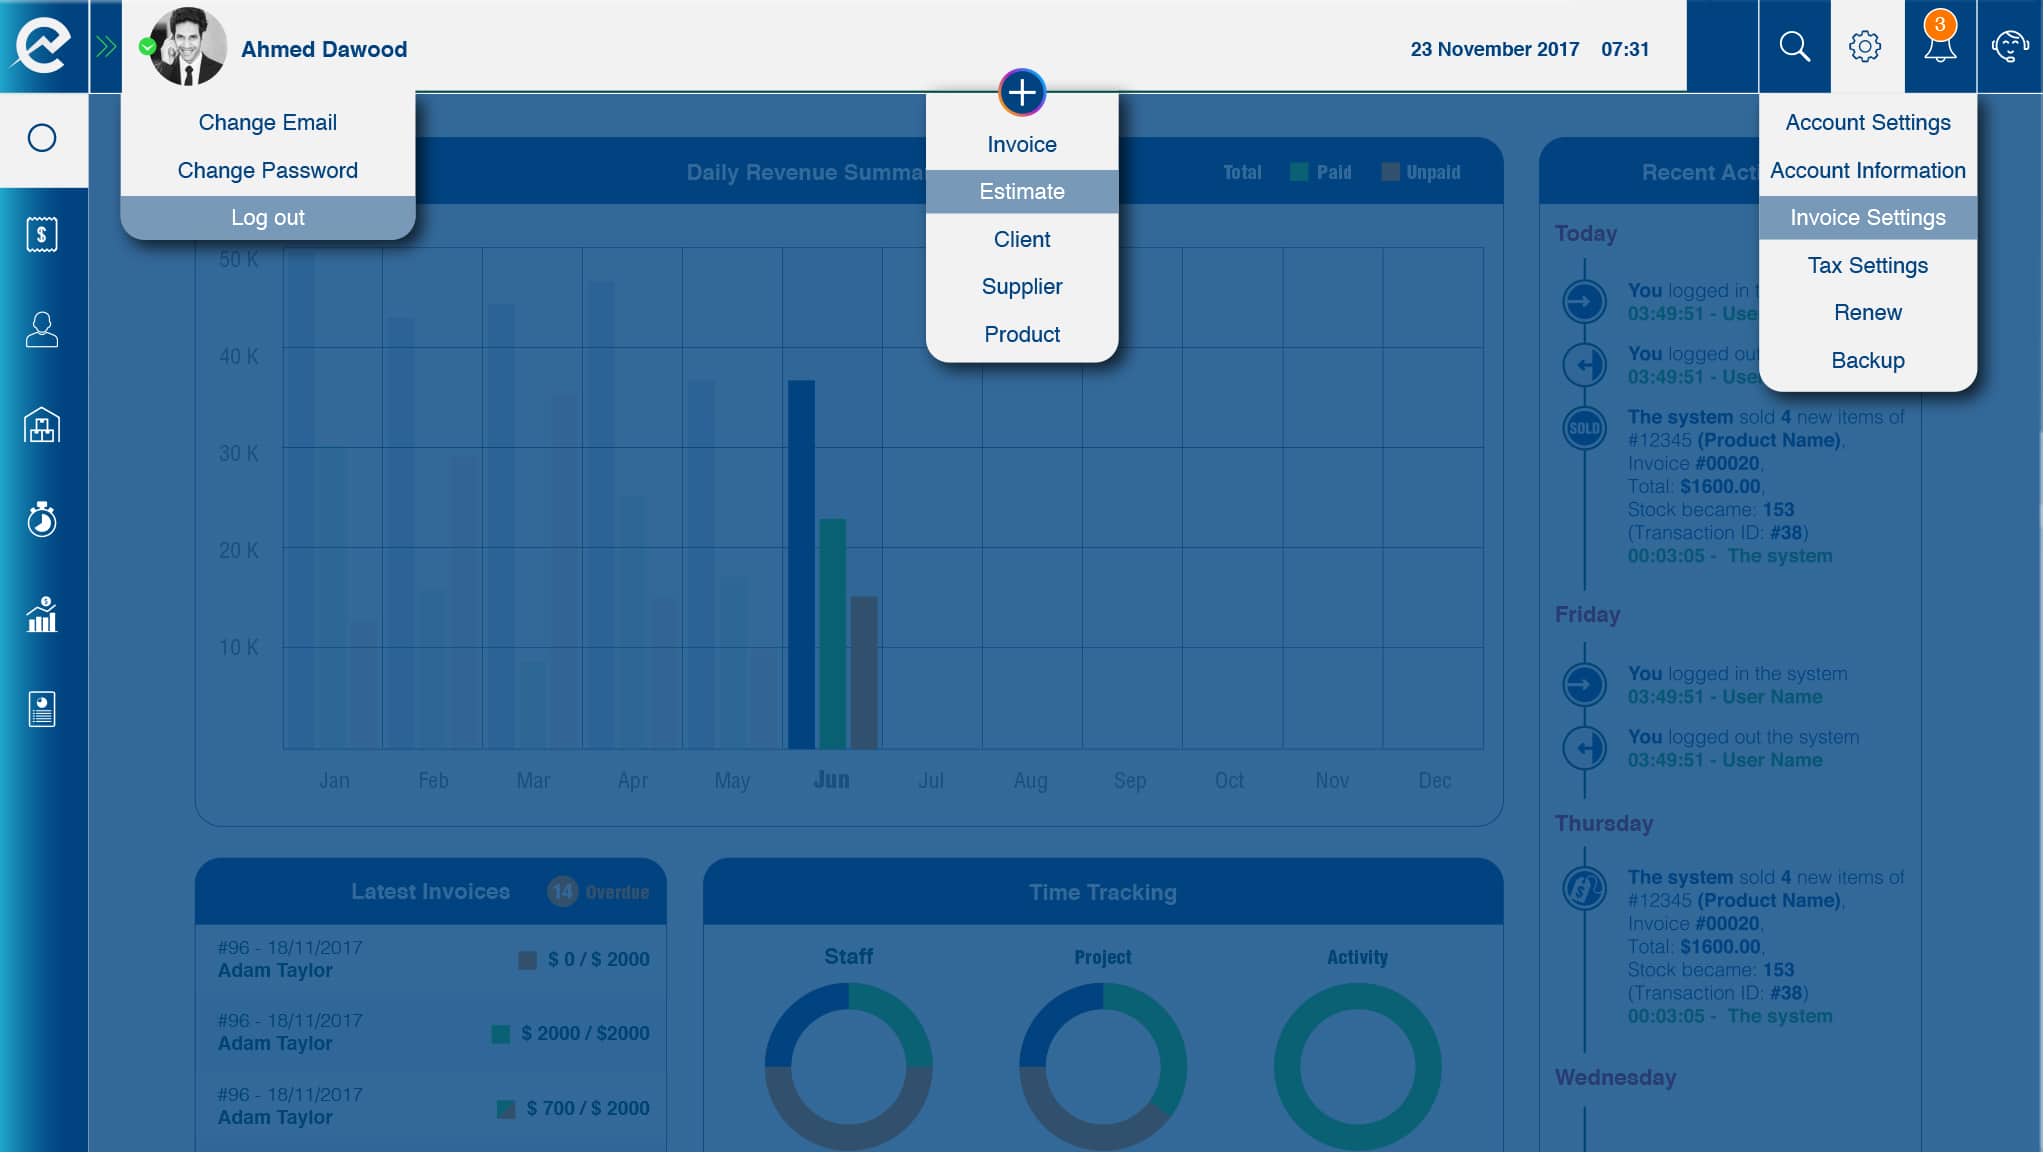 Ahmed Dawood
23 November 2017 07:31
3
Change Email
Change Password
Log out
Invoice
Estimate
Client
Supplier
Product
Account Settings
Account Information
Invoice Settings
Tax Settings
Renew
Backup
Daily Revenue Summa
Total Paid Unpaid
50 K
40 K
30 K
20 K
10 K
Jan Feb Mar Apr May Jun Jul Aug Sep Oct Nov Dec
Latest Invoices 14 Overdue
#96 - 18/11/2017
Adam Taylor
$ 0 / $ 2000
#96 - 18/11/2017
Adam Taylor
$ 2000 / $2000
#96 - 18/11/2017
Adam Taylor
$ 700 / $ 2000
Time Tracking
Staff Project Activity
Recent Acti
Today
You logged in t
03:49:51 - Use
You logged out
03:49:51 - Use
SOLD
The system sold 4 new items of
#12345 (Product Name),
Invoice #00020,
Total: $1600.00,
Stock became: 153
(Transaction ID: #38)
00:03:05 - The system
Friday
You logged in the system
03:49:51 - User Name
You logged out the system
03:49:51 - User Name
Thursday
The system sold 4 new items of
#12345 (Product Name),
Invoice #00020,
Total: $1600.00,
Stock became: 153
(Transaction ID: #38)
00:03:05 - The system
Wednesday